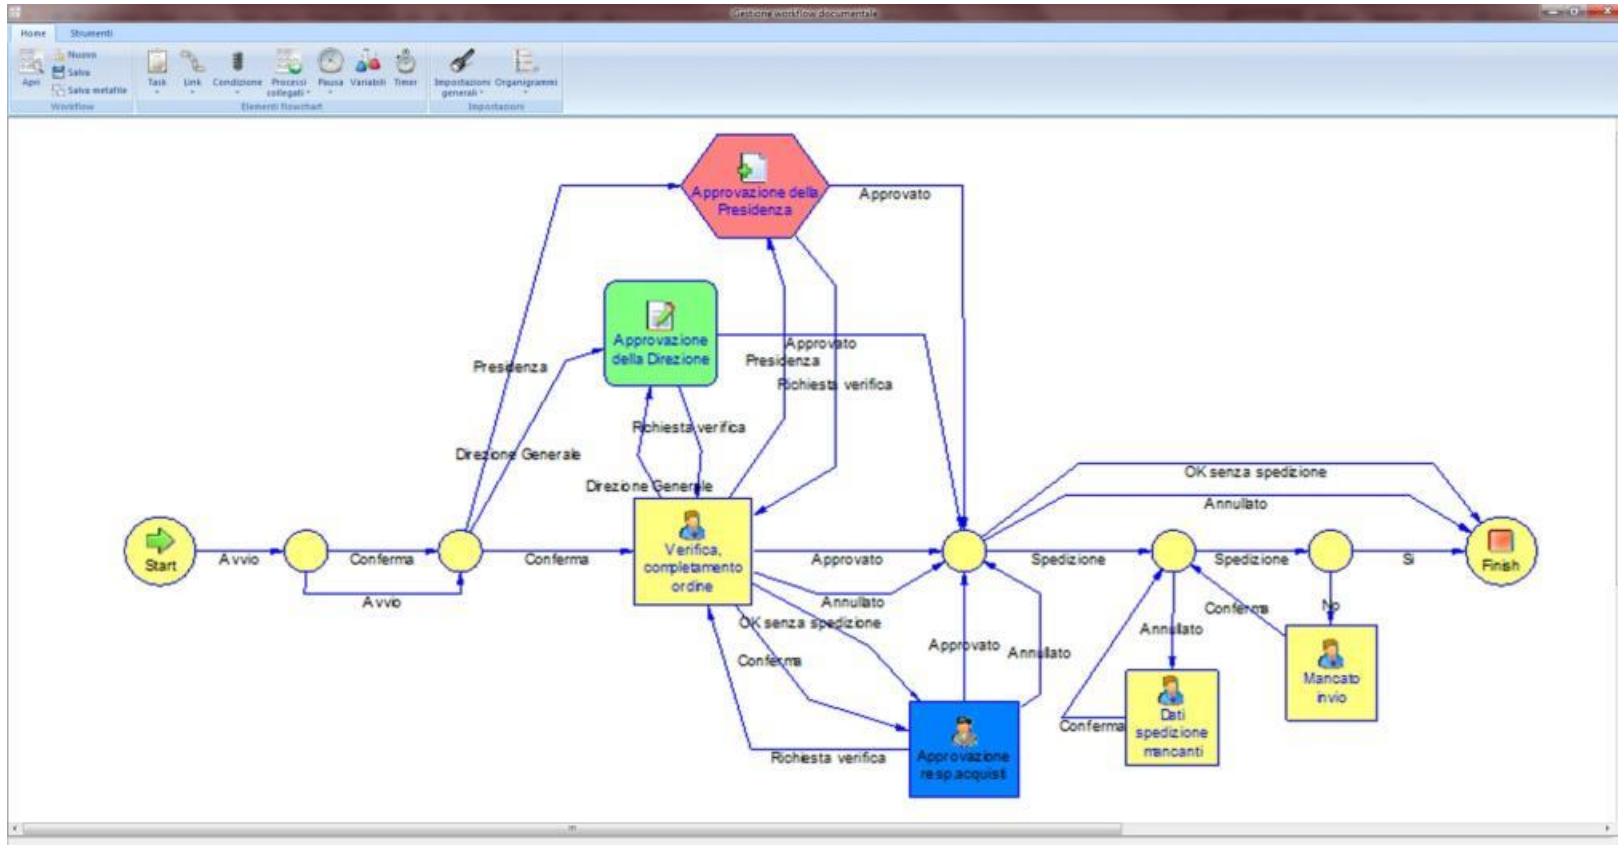 Gestione workflow documentale
Home Strumenti
Nuovo
Salva
Salva metafile
Apri
Task
Link
Condizione
Processi
collegati
Pausa
Variabili
Timer
Impostazioni
generali
Organigrammi
Workflow
Elementi flowchart
Impostazioni
Approvazione della
Presidenza
Approvato
Approvazione
della Direzione
Approvato
Presidenza
Presidenza
Richiesta verifica
Richiesta verifica
Direzione Generale
Direzione Generale
OK senza spedizione
Annullato
Start
Avvio
Conferma
Avvio
Conferma
Verifica,
completamento
ordine
Approvato
Annullato
OK senza spedizione
Conferma
Richiesta verifica
Approvato
Annullato
Approvazione
resp.acquisti
Spedizione
Spedizione
Si
Finish
Conferma
No
Annullato
Mancato
invio
Conferma
Dati
spedizione
mancanti